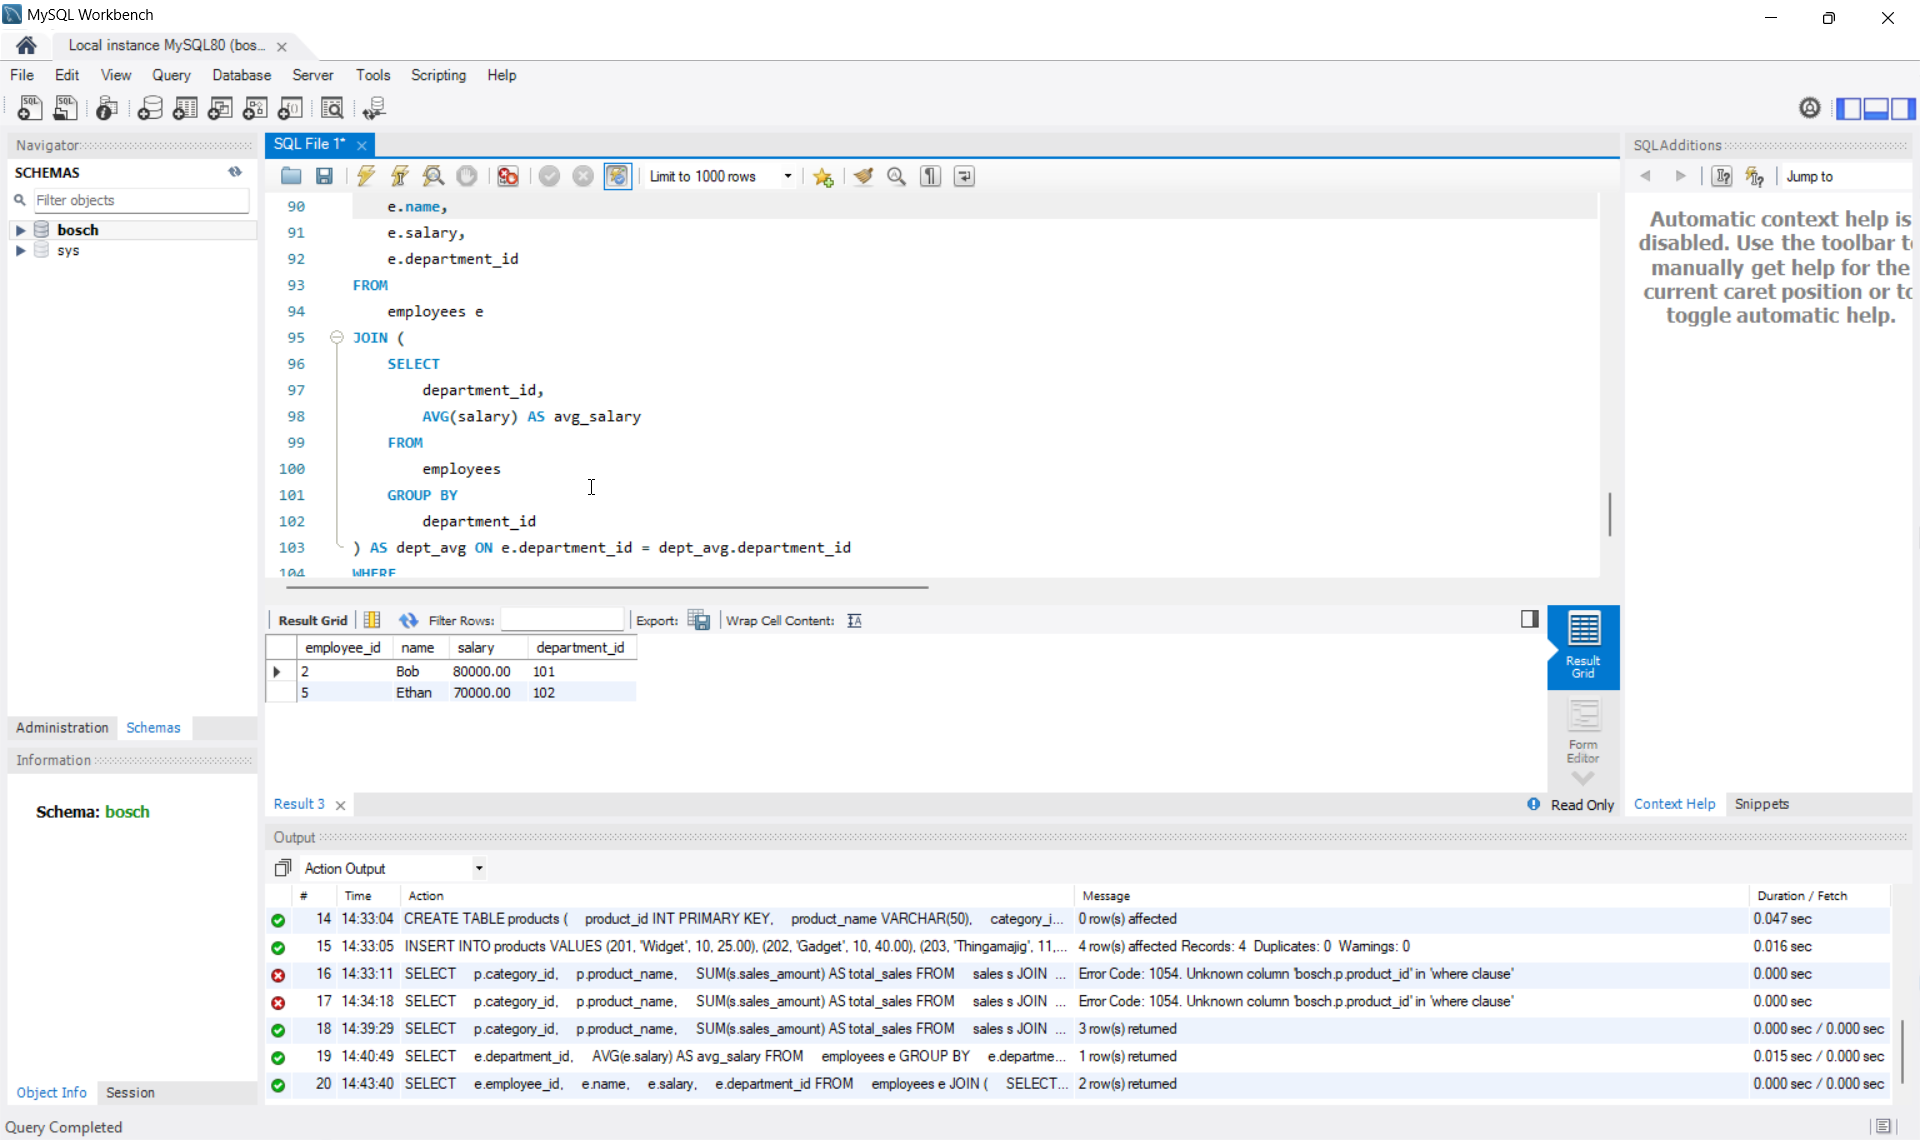 MySQL Workbench
Local instance MySQL80 (bos...
File Edit View Query Database Server Tools Scripting Help
Navigator
SCHEMAS
Filter objects
bosch
sys
Administration Schemas
Information
Schema: bosch
Object Info Session
Query Completed
SQL File 1*
Limit to 1000 rows
90 e.name,
91 e.salary,
92 e.department_id
93 FROM
94 employees e
95 JOIN (
96 SELECT
97 department_id,
98 AVG(salary) AS avg_salary
99 FROM
100 employees
101 GROUP BY
102 department_id
103 ) AS dept_avg ON e.department_id = dept_avg.department_id
104 WHERE
Result Grid Filter Rows: Export: Wrap Cell Content:
employee_id name salary department_id
2 Bob 80000.00 101
5 Ethan 70000.00 102
Result Grid
Form Editor
Result 3
Read Only
SQLAdditions
Jump to
Automatic context help is
disabled. Use the toolbar t
manually get help for the
current caret position or to
toggle automatic help.
Context Help Snippets
Output
Action Output
# Time Action Message Duration / Fetch
14 14:33:04 CREATE TABLE products ( product_id INT PRIMARY KEY, product_name VARCHAR(50), category_i... 0 row(s) affected 0.047 sec
15 14:33:05 INSERT INTO products VALUES (201, 'Widget', 10, 25.00), (202, 'Gadget', 10, 40.00), (203, 'Thingamajig', 11,... 4 row(s) affected Records: 4 Duplicates: 0 Warnings: 0 0.016 sec
16 14:33:11 SELECT p.category_id, p.product_name, SUM(s.sales_amount) AS total_sales FROM sales s JOIN ... Error Code: 1054. Unknown column 'bosch.p.product_id' in 'where clause' 0.000 sec
17 14:34:18 SELECT p.category_id, p.product_name, SUM(s.sales_amount) AS total_sales FROM sales s JOIN ... Error Code: 1054. Unknown column 'bosch.p.product_id' in 'where clause' 0.000 sec
18 14:39:29 SELECT p.category_id, p.product_name, SUM(s.sales_amount) AS total_sales FROM sales s JOIN ... 3 row(s) returned 0.000 sec / 0.000 sec
19 14:40:49 SELECT e.department_id, AVG(e.salary) AS avg_salary FROM employees e GROUP BY e.departme... 1 row(s) returned 0.015 sec / 0.000 sec
20 14:43:40 SELECT e.employee_id, e.name, e.salary, e.department_id FROM employees e JOIN ( SELECT... 2 row(s) returned 0.000 sec / 0.000 sec